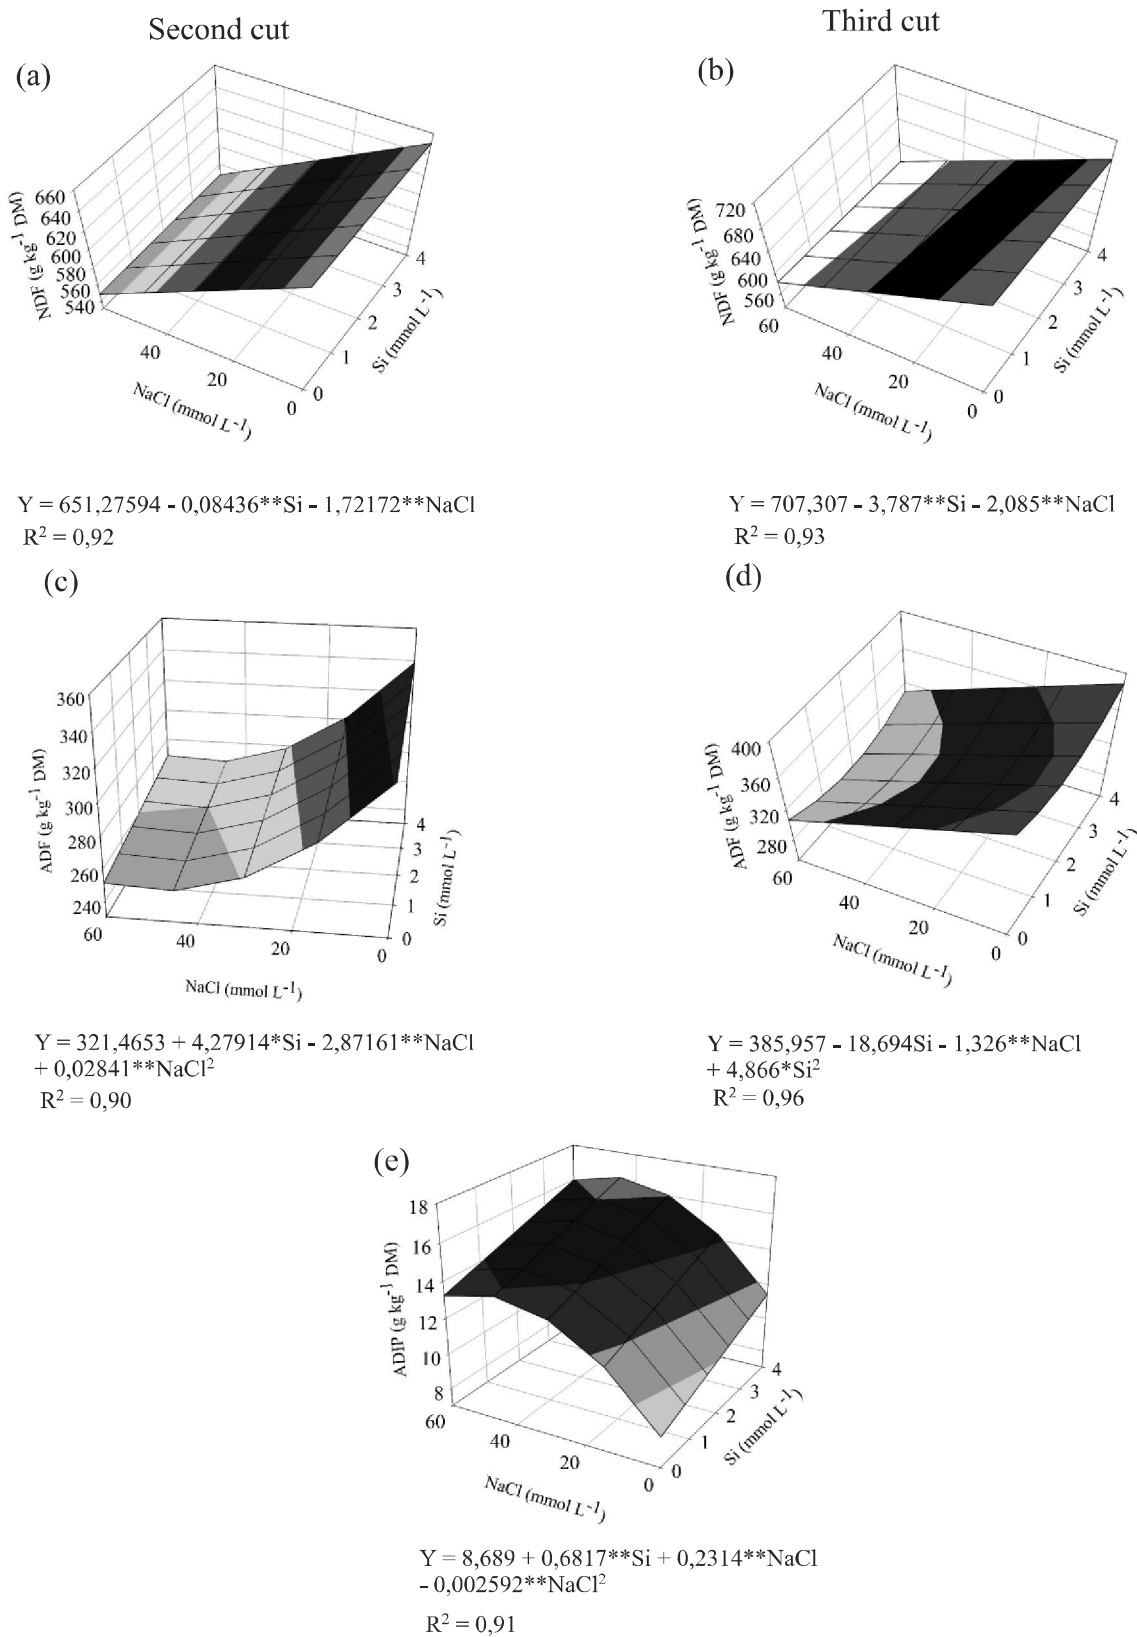 Second cut
Third cut
(a)
(b)
660
640
620
600
580
560
540
NDF (g kg-1 DM)
40
20
0
NaCl (mmol L-1)
0
1
2
3
4
Si (mmol L-1)
720
680
640
600
560
NDF (g kg-1 DM)
60
40
20
0
NaCl (mmol L-1)
0
1
2
3
4
Si (mmol L-1)
Y = 651,27594 - 0,08436**Si - 1,72172**NaCl
R² = 0,92
Y = 707,307 - 3,787**Si - 2,085**NaCl
R² = 0,93
(c)
(d)
360
340
320
300
280
260
240
ADF (g kg-1 DM)
60
40
20
0
NaCl (mmol L-1)
0
1
2
3
4
Si (mmol L-1)
400
360
320
280
ADF (g kg-1 DM)
60
40
20
0
NaCl (mmol L-1)
0
1
2
3
4
Si (mmol L-1)
Y = 321,4653 + 4,27914*Si - 2,87161**NaCl
+ 0,02841**NaCl²
R² = 0,90
Y = 385,957 - 18,694Si - 1,326**NaCl
+ 4,866*Si²
R² = 0,96
(e)
18
16
14
12
10
8
ADIP (g kg-1 DM)
60
40
20
0
NaCl (mmol L-1)
0
1
2
3
4
Si (mmol L-1)
Y = 8,689 + 0,6817**Si + 0,2314**NaCl
- 0,002592**NaCl²
R² = 0,91